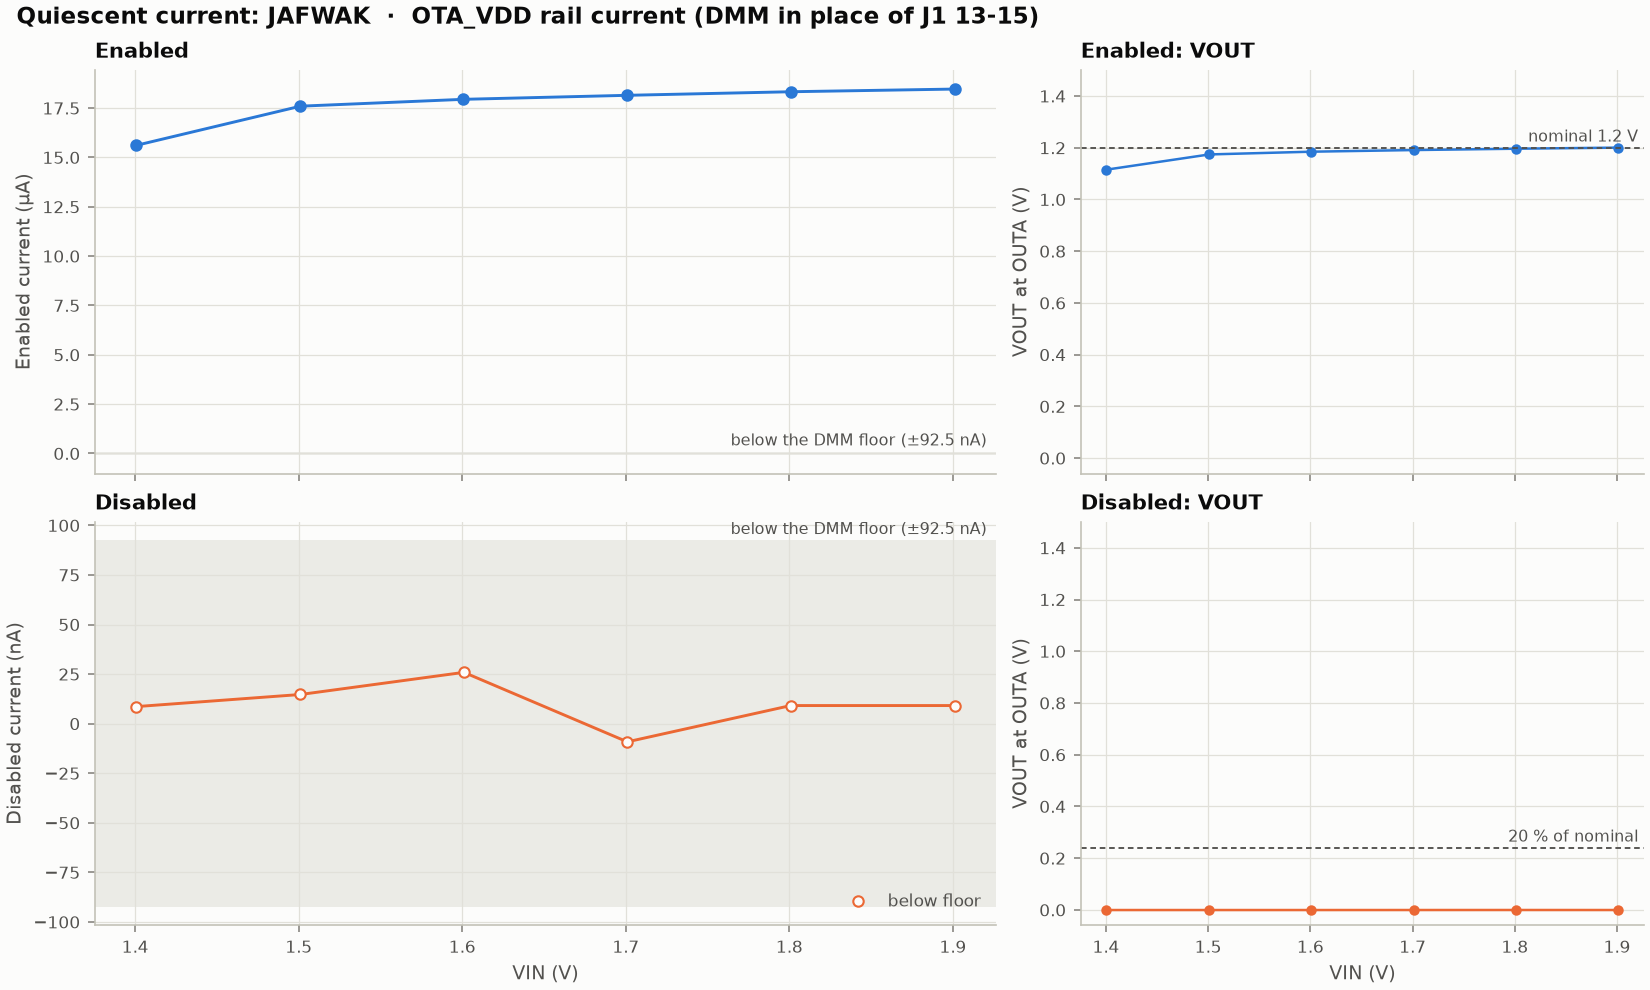 Quiescent current: JAFWAK · OTA_VDD rail current (DMM in place of J1 13-15)
Enabled
Enabled current (µA)
17.5
15.0
12.5
10.0
7.5
5.0
2.5
0.0
below the DMM floor (±92.5 nA)
Enabled: VOUT
VOUT at OUTA (V)
1.4
1.2
1.0
0.8
0.6
0.4
0.2
0.0
nominal 1.2 V
Disabled
Disabled current (nA)
100
75
50
25
0
−25
−50
−75
−100
below the DMM floor (±92.5 nA)
below floor
1.4 1.5 1.6 1.7 1.8 1.9
VIN (V)
Disabled: VOUT
VOUT at OUTA (V)
1.4
1.2
1.0
0.8
0.6
0.4
0.2
0.0
20 % of nominal
1.4 1.5 1.6 1.7 1.8 1.9
VIN (V)